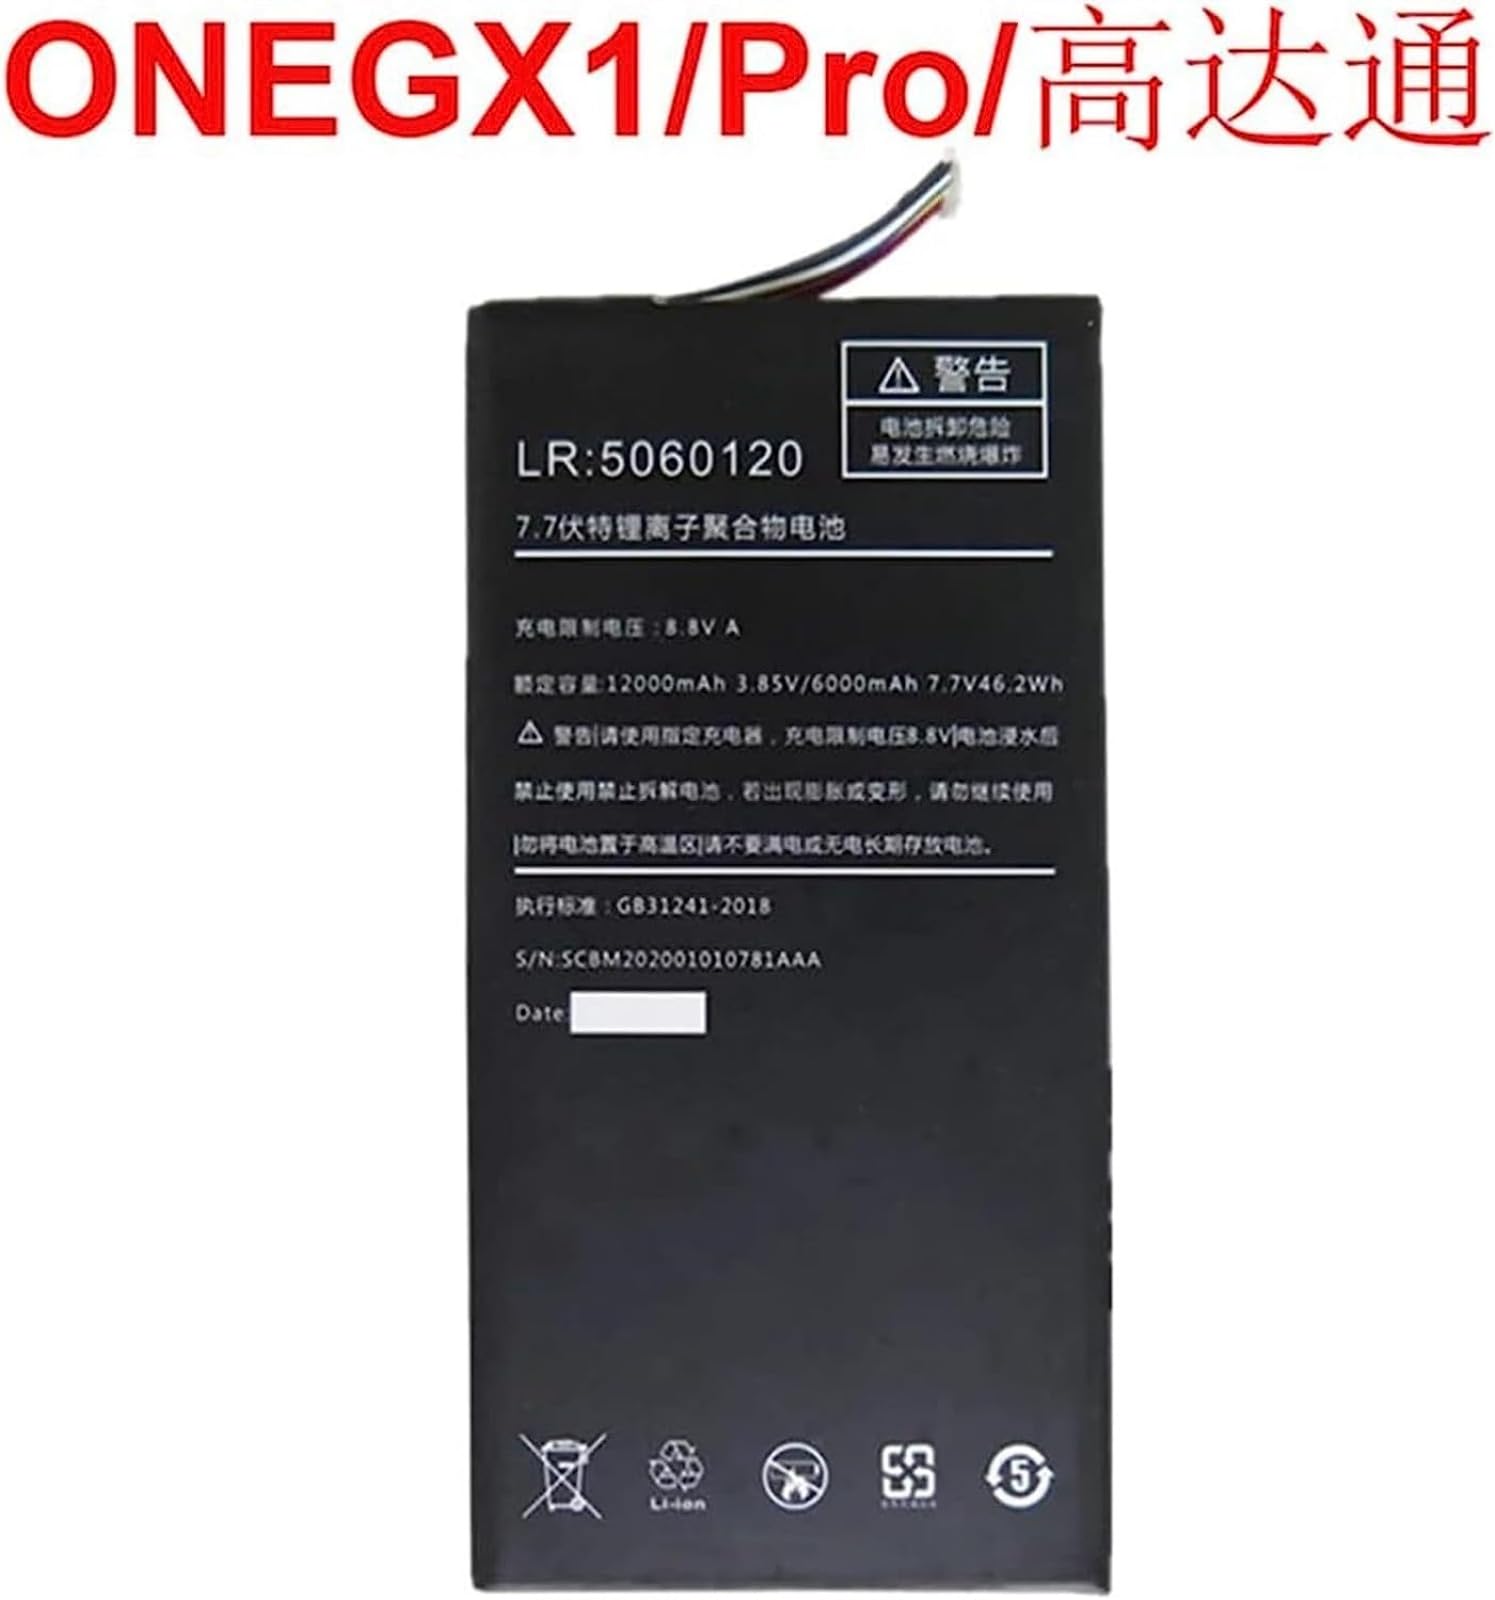 ONEGX1/Pro/高达通
警告
电池拆卸危险
易发生燃烧爆炸
LR:5060120
7.7伏特锂离子聚合物电池
充电限制电压:8.8V A
额定容量:12000mAh 3.85V/6000mAh 7.7V46.2Wh
警告|请使用指定充电器，充电限制电压8.8V|电池浸水后
禁止使用禁止拆解电池，若出现膨胀或变形，请勿继续使用
|勿将电池置于高温区|请不要满电或无电长期存放电池。
执行标准：GB31241-2018
S/N:SCBM202001010781AAA
Date
Li-ion
5